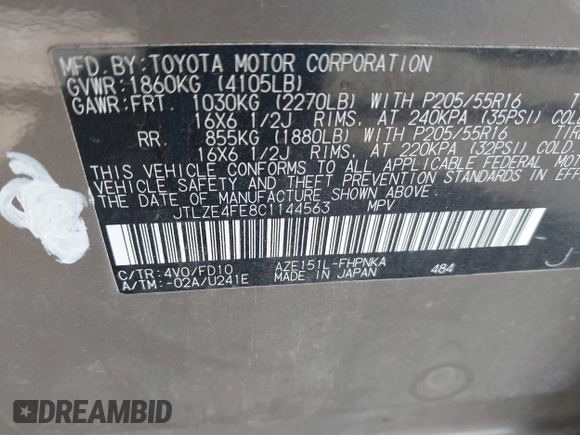 MFD. BY: TOYOTA MOTOR CORPORATION
GVWR: 1860KG (4105LB)
GAWR: FRT. 1030KG (2270LB) WITH P205/55R16
16X6 1/2J RIMS, AT 240KPA (35PSI) COLD
RR. 855KG (1880LB) WITH P205/55R16 TIR
16X6 1/2J RIMS, AT 220KPA (32PSI) COLD.
THIS VEHICLE CONFORMS TO ALL APPLICABLE FEDERAL MOTOR
VEHICLE SAFETY AND THEFT PREVENTION STANDARDS IN EFFECT ON
THE DATE OF MANUFACTURE SHOWN ABOVE.
JTLZE4FE8C1144563 MPV
C/TR: 4V0/FD10 AZE151L-FHPNKA
A/TM: -02A/U241E MADE IN JAPAN 484
J
DREAMBID